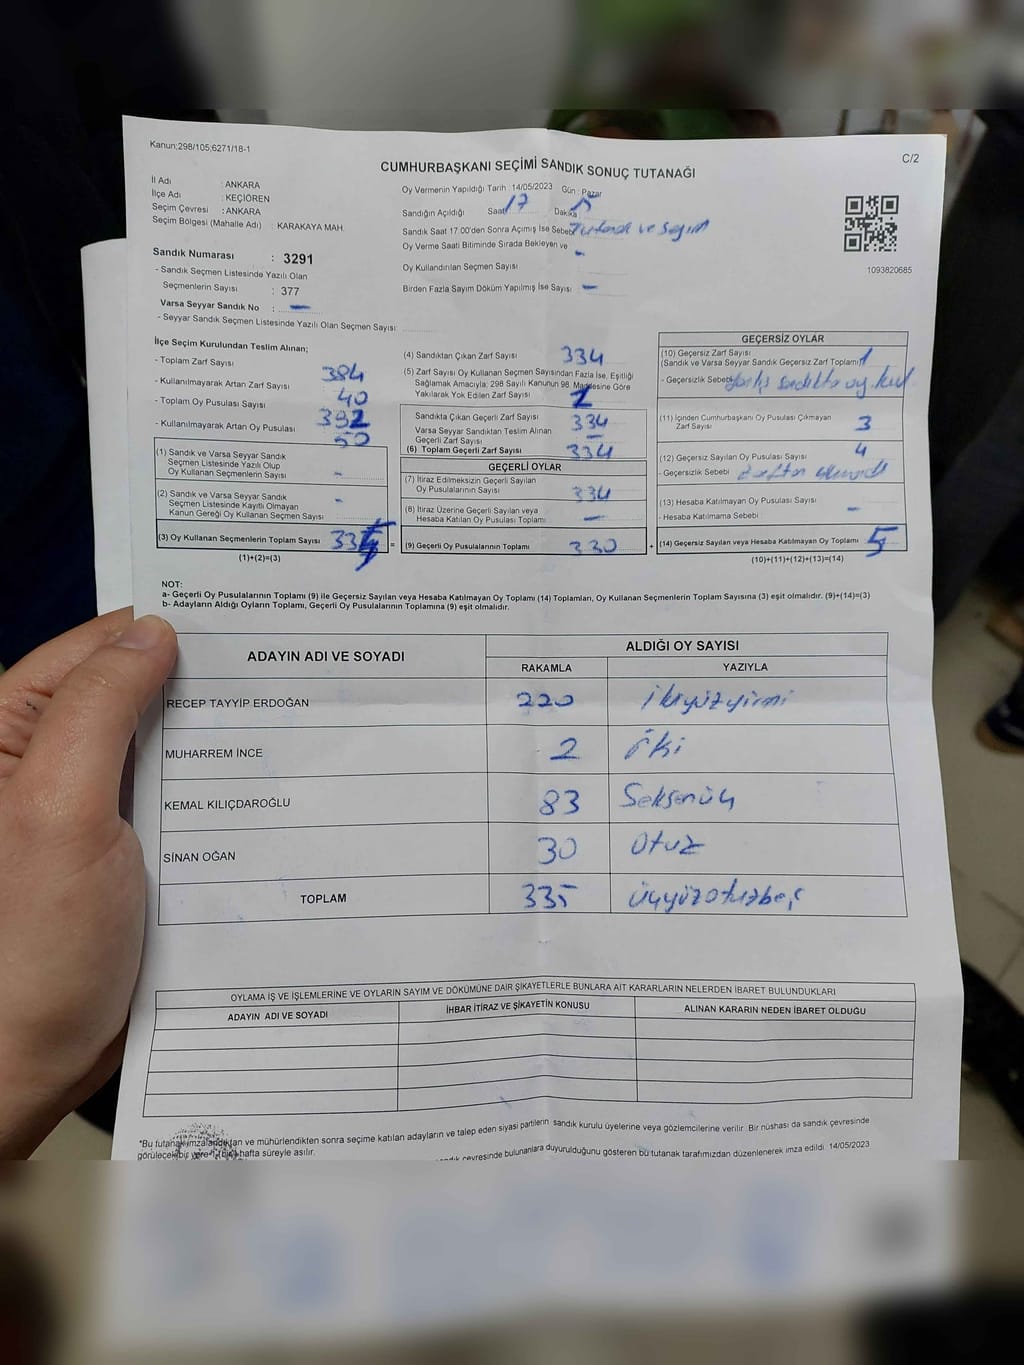 Kanun;298/105;6271/18-1
C/2
CUMHURBAŞKANI SEÇİMİ SANDIK SONUÇ TUTANAĞI
İl Adı : ANKARA
İlçe Adı : KEÇİÖREN
Seçim Çevresi : ANKARA
Seçim Bölgesi (Mahalle Adı) : KARAKAYA MAH.
Sandık Numarası : 3291
- Sandık Seçmen Listesinde Yazılı Olan
Seçmenlerin Sayısı : 377
Varsa Seyyar Sandık No : -
- Seyyar Sandık Seçmen Listesinde Yazılı Olan Seçmen Sayısı
Oy Vermenin Yapıldığı Tarih : 14/05/2023 Gün : Pazar
Sandığın Açıldığı Saat 17 Dakika 15
Sandık Saat 17.00'den Sonra Açımış İse Sebebi Tutanak ve sayım
Oy Verme Saati Bitiminde Sırada Bekleyen ve -
Oy Kullandırılan Seçmen Sayısı
Birden Fazla Sayım Döküm Yapılmış İse Sayısı -
1093820685
İlçe Seçim Kurulundan Teslim Alınan;
- Toplam Zarf Sayısı 384
- Kullanılmayarak Artan Zarf Sayısı 40
- Toplam Oy Pusulası Sayısı 392
- Kullanılmayarak Artan Oy Pusulası 50
(1) Sandık ve Varsa Seyyar Sandık
Seçmen Listesinde Yazılı Olup
Oy Kullanan Seçmenlerin Sayısı -
(2) Sandık ve Varsa Seyyar Sandık
Seçmen Listesinde Kayıtlı Olmayan
Kanun Gereği Oy Kullanan Seçmen Sayısı -
(3) Oy Kullanan Seçmenlerin Toplam Sayısı
(1)+(2)=(3)
=
(4) Sandıktan Çıkan Zarf Sayısı 334
(5) Zarf Sayısı Oy Kullanan Seçmen Sayısından Fazla İse, Eşitliği
Sağlamak Amacıyla; 298 Sayılı Kanunun 98. Maddesine Göre
Yakılarak Yok Edilen Zarf Sayısı
Sandıkta Çıkan Geçerli Zarf Sayısı 334
Varsa Seyyar Sandıktan Teslim Alınan
Geçerli Zarf Sayısı -
(6) Toplam Geçerli Zarf Sayısı 334
GEÇERLİ OYLAR
(7) İtiraz Edilmeksizin Geçerli Sayılan
Oy Pusulalarının Sayısı 334
(8) İtiraz Üzerine Geçerli Sayılan veya
Hesaba Katılan Oy Pusulası Toplamı -
(9) Geçerli Oy Pusulalarının Toplamı 330
+
GEÇERSİZ OYLAR
(10) Geçersiz Zarf Sayısı
(Sandık ve Varsa Seyyar Sandık Geçersiz Zarf Toplamı) 1
- Geçersizlik Sebebi Yanlış sandıkta oy kul
(11) İçinden Cumhurbaşkanı Oy Pusulası Çıkmayan
Zarf Sayısı 3
(12) Geçersiz Sayılan Oy Pusulası Sayısı 4
- Geçersizlik Sebebi
(13) Hesaba Katılmayan Oy Pusulası Sayısı
- Hesaba Katılmama Sebebi : -
(14) Geçersiz Sayılan veya Hesaba Katılmayan Oy Toplamı 5
(10)+(11)+(12)+(13)=(14)
NOT:
a- Geçerli Oy Pusulalarının Toplamı (9) ile Geçersiz Sayılan veya Hesaba Katılmayan Oy Toplamı (14) Toplamları, Oy Kullanan Seçmenlerin Toplam Sayısına (3) eşit olmalıdır. (9)+(14)=(3)
b- Adayların Aldığı Oyların Toplamı, Geçerli Oy Pusulalarının Toplamına (9) eşit olmalıdır.
ADAYIN ADI VE SOYADI
ALDIĞI OY SAYISI
RAKAMLA YAZIYLA
RECEP TAYYİP ERDOĞAN 220 ikiyüzyirmi
MUHARREM İNCE 2 iki
KEMAL KILIÇDAROĞLU 83 Seksenüç
SİNAN OĞAN 30 Otuz
TOPLAM 335 üçyüzotuzbeş
OYLAMA İŞ VE İŞLEMLERİNE VE OYLARIN SAYIM VE DÖKÜMÜNE DAİR ŞİKAYETLERLE BUNLARA AİT KARARLARIN NELERDEN İBARET BULUNDUKLARI
ADAYIN ADI VE SOYADI
İHBAR İTİRAZ VE ŞİKAYETİN KONUSU
ALINAN KARARIN NEDEN İBARET OLDUĞU
*Bu tutanak imzalandıktan ve mühürlendikten sonra seçime katılan adayların ve talep eden siyasi partilerin sandık kurulu üyelerine veya gözlemcilerine verilir. Bir nüshası da sandık çevresinde
görülecek bir yere 1 (bir) hafta süreyle asılır.
çevresinde bulunanlara duyurulduğunu gösteren bu tutanak tarafımızdan düzenlenerek imza edildi. 14/05/2023